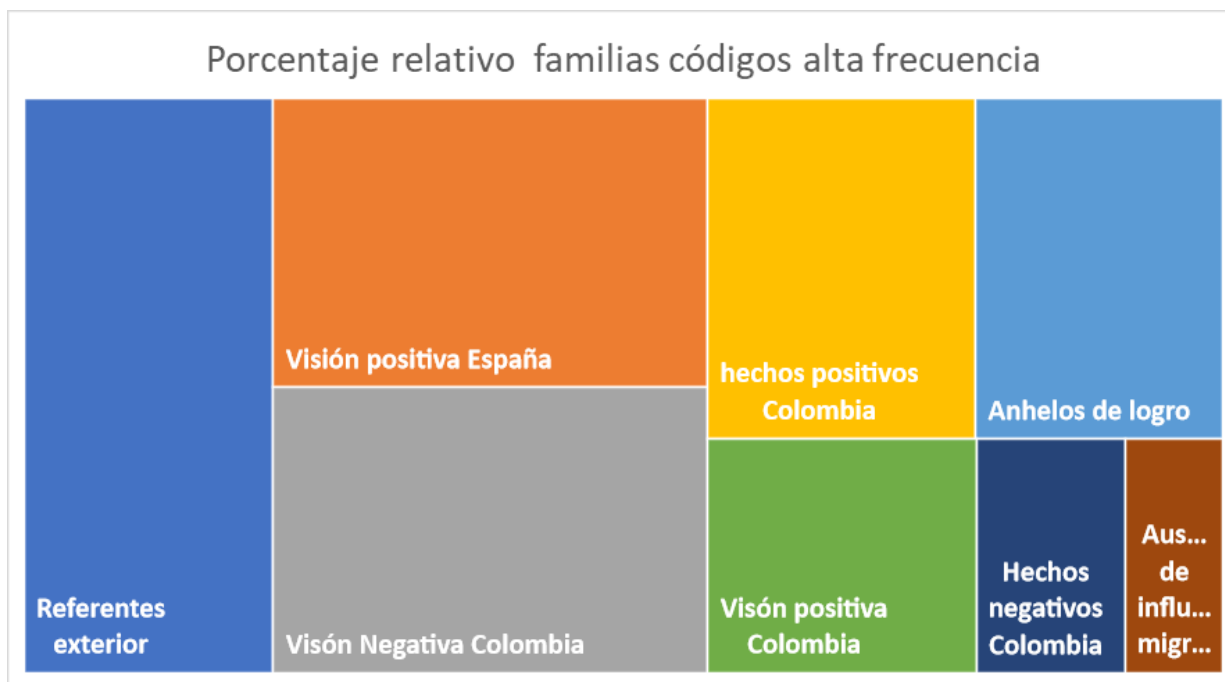 Porcentaje relativo familias códigos alta frecuencia
Referentes
exterior
Visión positiva España
Visón Negativa Colombia
hechos positivos
Colombia
Visón positiva
Colombia
Anhelos de logro
Hechos
negativos
Colombia
Aus...
de
influ...
migr...